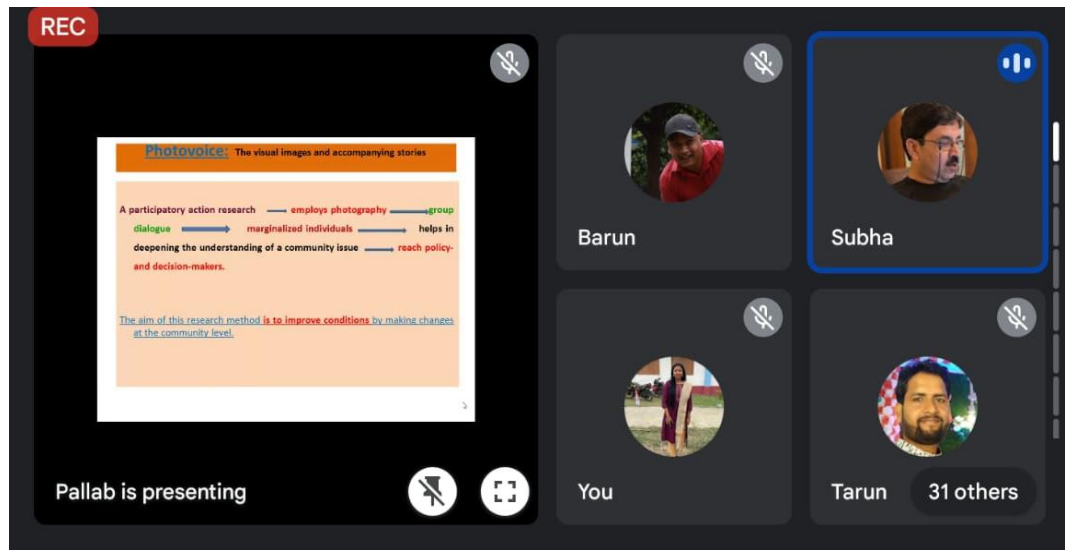 REC
Photovoice: The visual images and accompanying stories
A participatory action research employs photography group
dialogue marginalized individuals helps in
deepening the understanding of a community issue reach policy-
and decision-makers.
The aim of this research method is to improve conditions by making changes
at the community level.
Pallab is presenting
Barun
Subha
You
Tarun
31 others